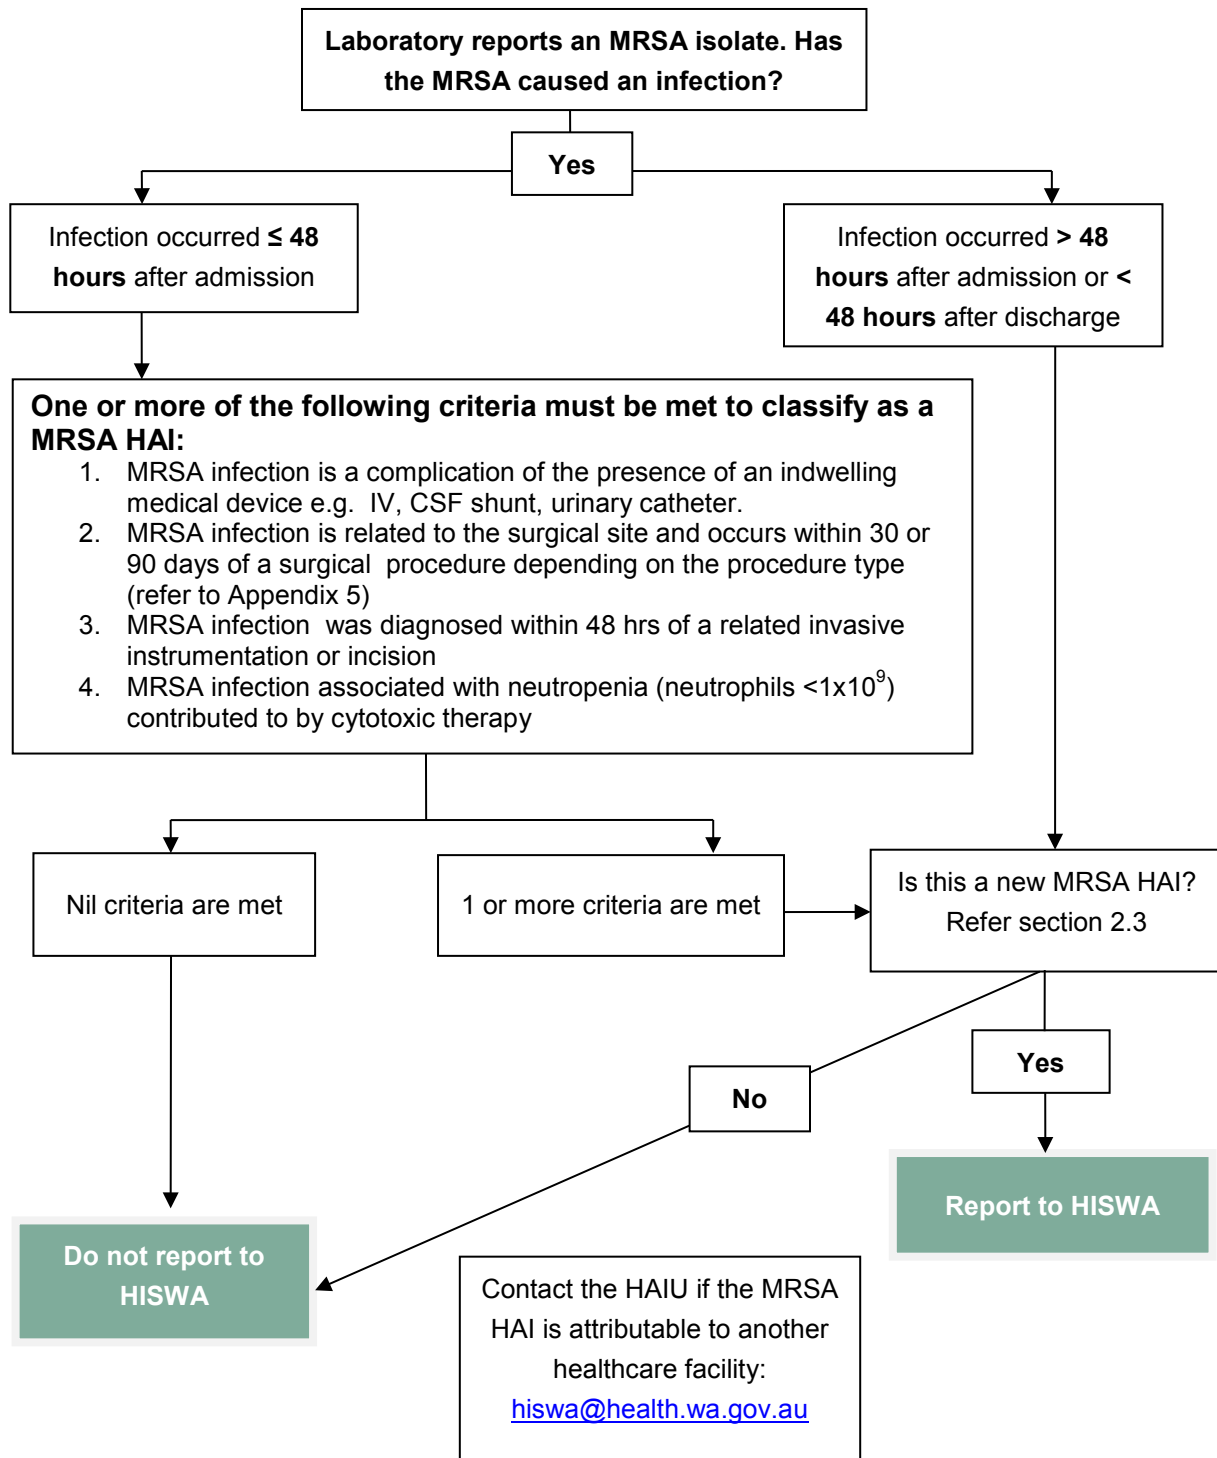 Laboratory reports an MRSA isolate. Has
the MRSA caused an infection?
Yes
Infection occurred ≤ 48
hours after admission
Infection occurred > 48
hours after admission or <
48 hours after discharge
One or more of the following criteria must be met to classify as a
MRSA HAI:
1. MRSA infection is a complication of the presence of an indwelling
medical device e.g. IV, CSF shunt, urinary catheter.
2. MRSA infection is related to the surgical site and occurs within 30 or
90 days of a surgical procedure depending on the procedure type
(refer to Appendix 5)
3. MRSA infection was diagnosed within 48 hrs of a related invasive
instrumentation or incision
4. MRSA infection associated with neutropenia (neutrophils <1x10⁹)
contributed to by cytotoxic therapy
Nil criteria are met
1 or more criteria are met
Is this a new MRSA HAI?
Refer section 2.3
Yes
No
Report to HISWA
Do not report to
HISWA
Contact the HAIU if the MRSA
HAI is attributable to another
healthcare facility:
hiswa@health.wa.gov.au